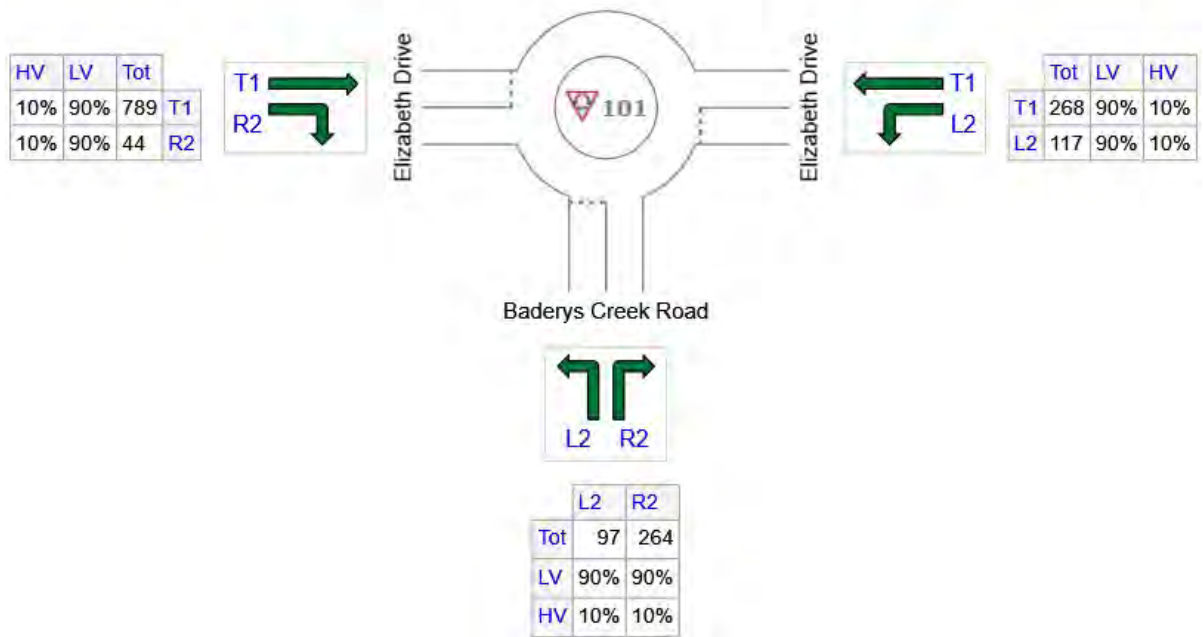 HV LV Tot
10% 90% 789 T1
10% 90% 44 R2
T1
R2
Elizabeth Drive
101
Elizabeth Drive
T1
L2
Tot LV HV
T1 268 90% 10%
L2 117 90% 10%
Baderys Creek Road
L2 R2
L2 R2
Tot 97 264
LV 90% 90%
HV 10% 10%